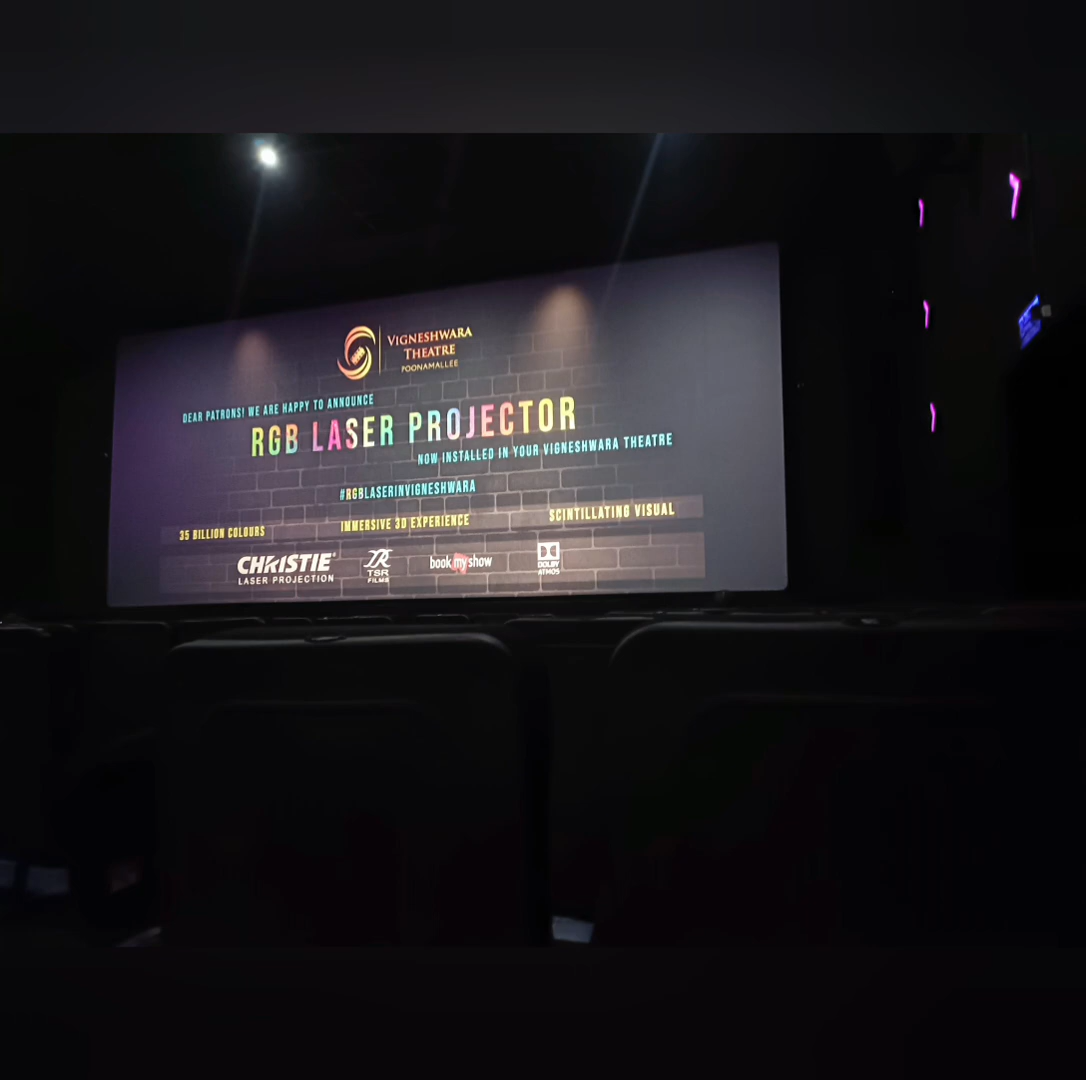 VIGNESHWARA
THEATRE
POONAMALLEE
DEAR PATRONS! WE ARE HAPPY TO ANNOUNCE
RGB LASER PROJECTOR
NOW INSTALLED IN YOUR VIGNESHWARA THEATRE
#RGBLASERINVIGNESHWARA
35 BILLION COLOURS IMMERSIVE 3D EXPERIENCE SCINTILLATING VISUAL
CHRISTIE TSR FILMS book my show DOLBY ATMOS
LASER PROJECTION